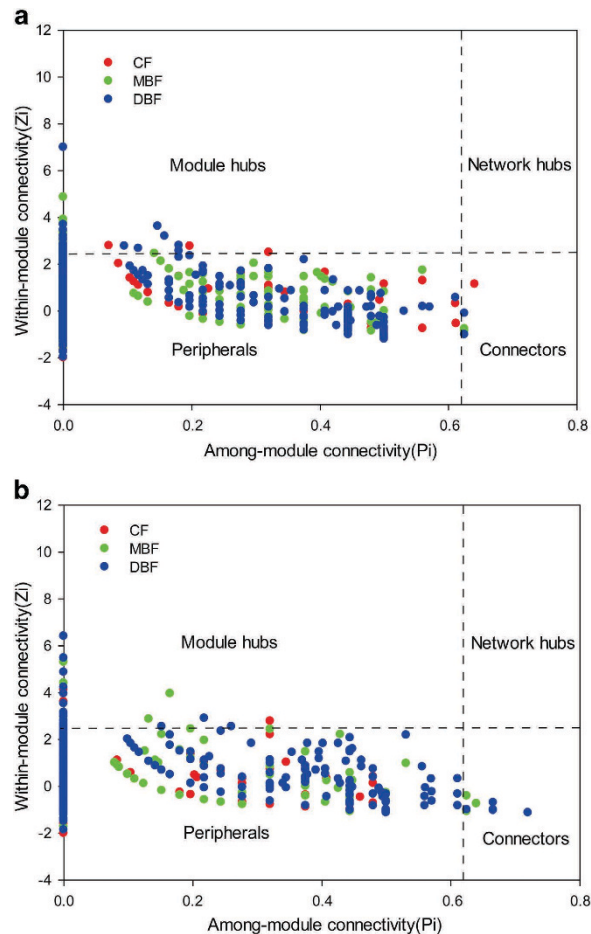 a
12
10
8
6
4
2
0
-2
-4
Within-module connectivity(Zi)
CF
MBF
DBF
Module hubs
Network hubs
Peripherals
Connectors
0.0
0.2
0.4
0.6
0.8
Among-module connectivity(Pi)
b
12
10
8
6
4
2
0
-2
-4
Within-module connectivity(Zi)
CF
MBF
DBF
Module hubs
Network hubs
Peripherals
Connectors
0.0
0.2
0.4
0.6
0.8
Among-module connectivity(Pi)